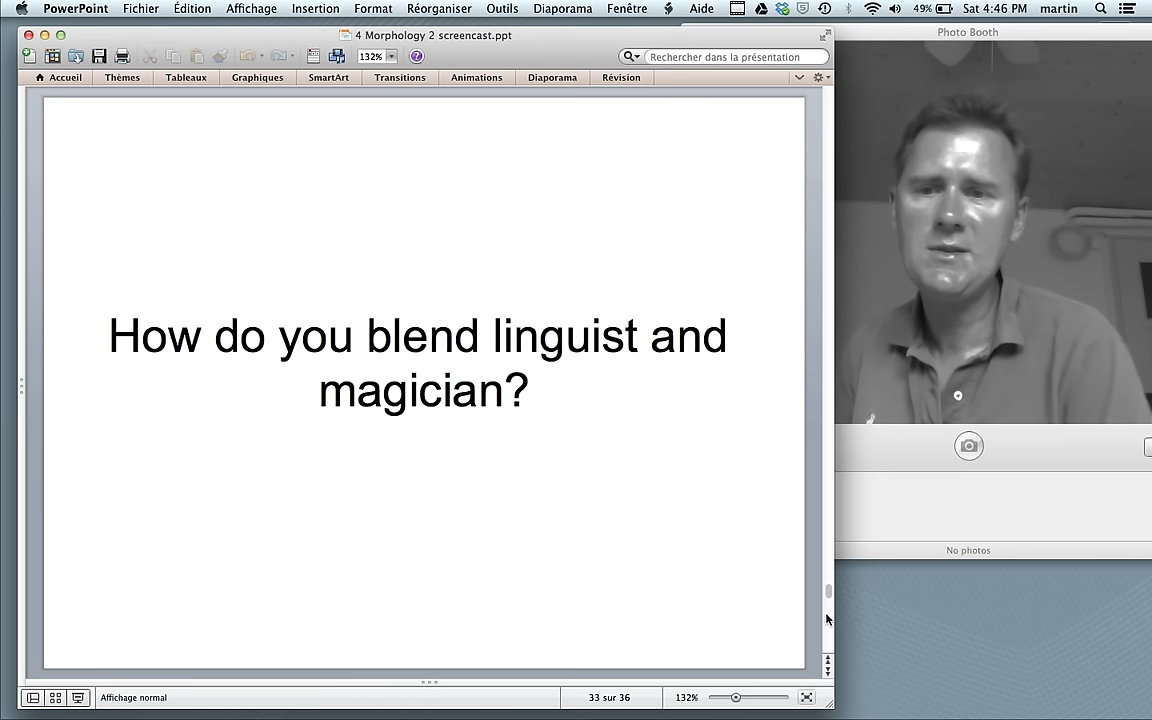 PowerPoint Fichier Édition Affichage Insertion Format Réorganiser Outils Diaporama Fenêtre Aide 49% Sat 4:46 PM martin
4 Morphology 2 screencast.ppt
Photo Booth
132% Rechercher dans la présentation
Accueil Thèmes Tableaux Graphiques SmartArt Transitions Animations Diaporama Révision
How do you blend linguist and
magician?
No photos
Affichage normal 33 sur 36 132%